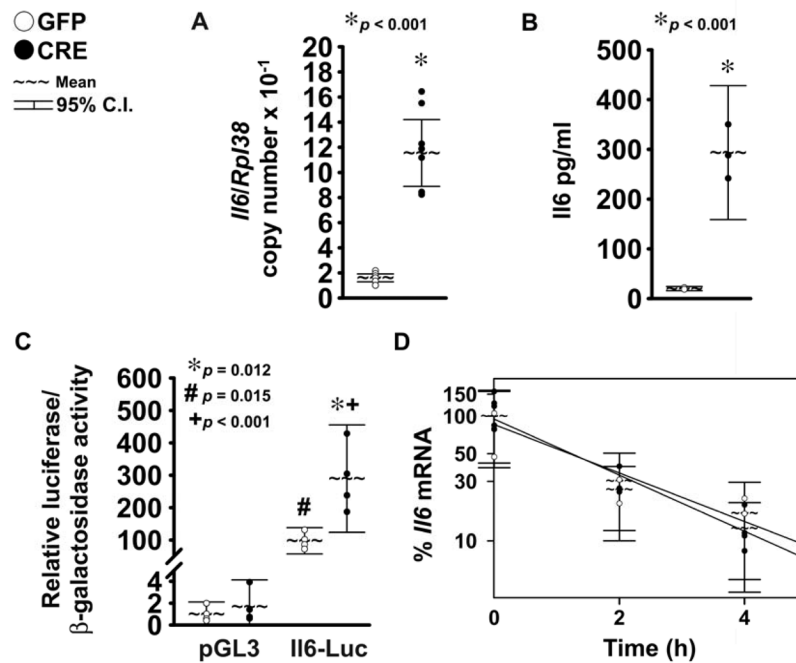 GFP
CRE
~~~ Mean
95% C.I.
A
*p < 0.001
*
Il6/Rpl38
copy number x 10-1
20
18
16
14
12
10
8
6
4
2
0
B
*p < 0.001
*
Il6 pg/ml
500
400
300
200
100
0
C
*p = 0.012
#p = 0.015
+p < 0.001
Relative luciferase/
β-galactosidase activity
600
500
400
300
200
100
4
2
0
#
*+
pGL3
Il6-Luc
D
% Il6 mRNA
150
100
50
30
10
0
2
4
Time (h)